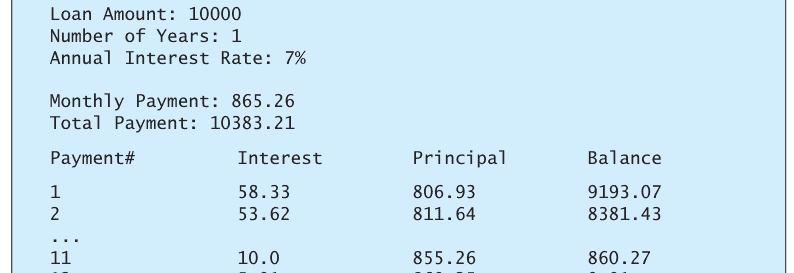 Loan Amount: 10000
Number of Years: 1
Annual Interest Rate: 7%
Monthly Payment: 865.26
Total Payment: 10383.21
Payment# Interest Principal Balance
1 58.33 806.93 9193.07
2 53.62 811.64 8381.43
...
11 10.0 855.26 860.27